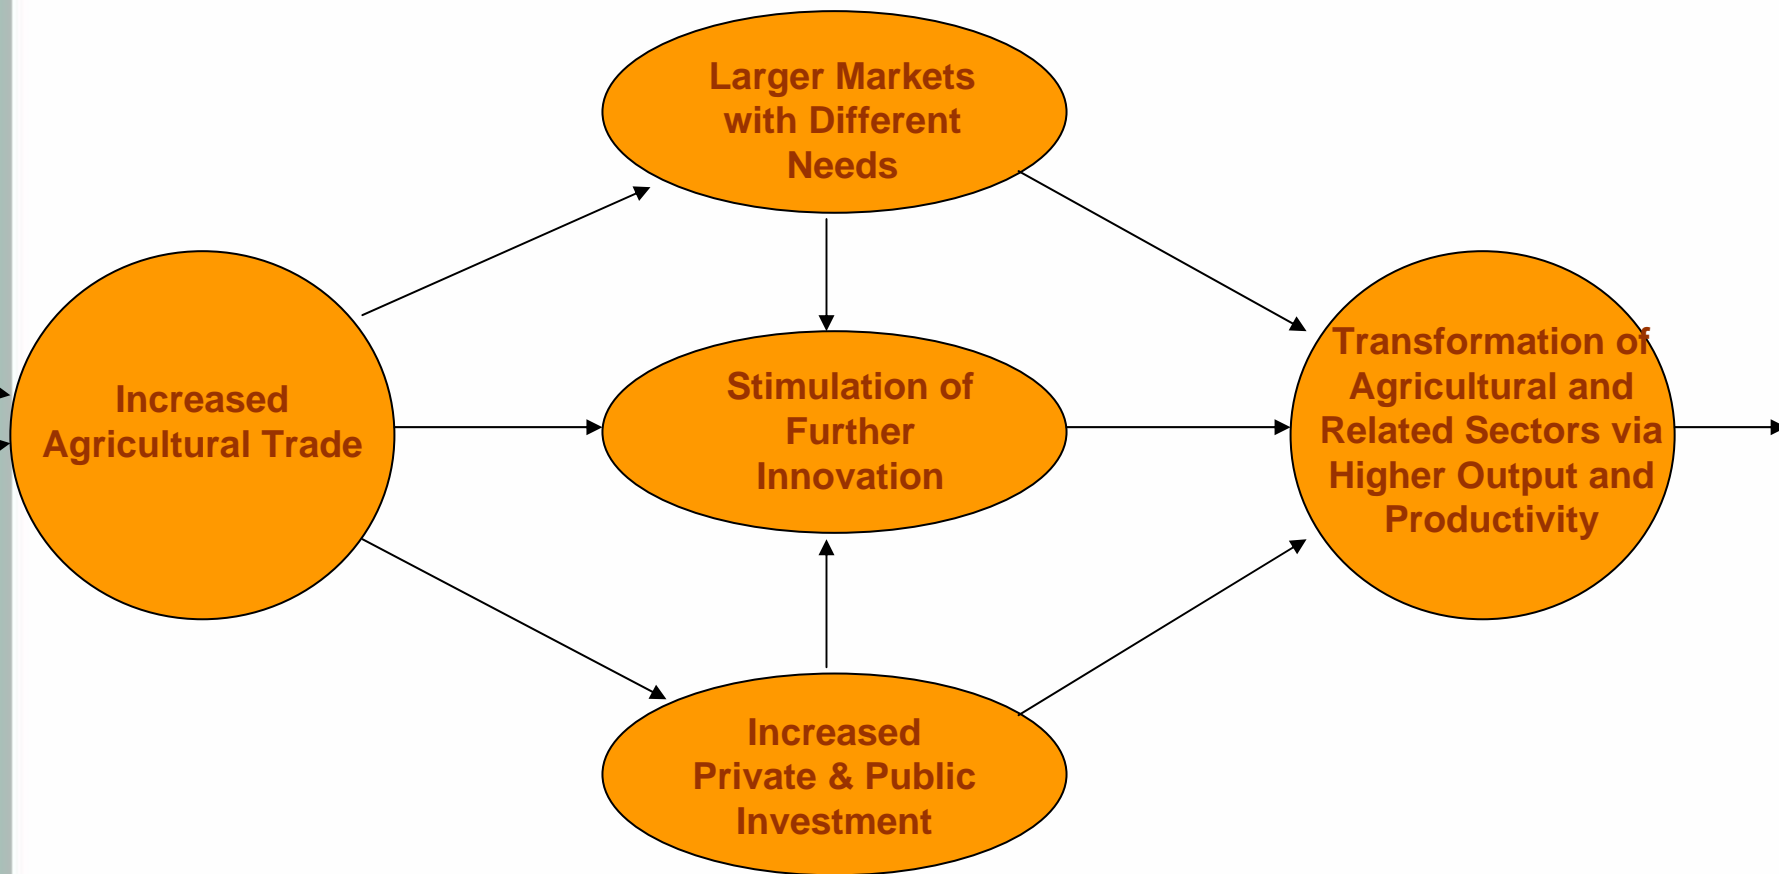 Larger Markets
with Different
Needs
Increased
Agricultural Trade
Stimulation of
Further
Innovation
Transformation of
Agricultural and
Related Sectors via
Higher Output and
Productivity
Increased
Private & Public
Investment